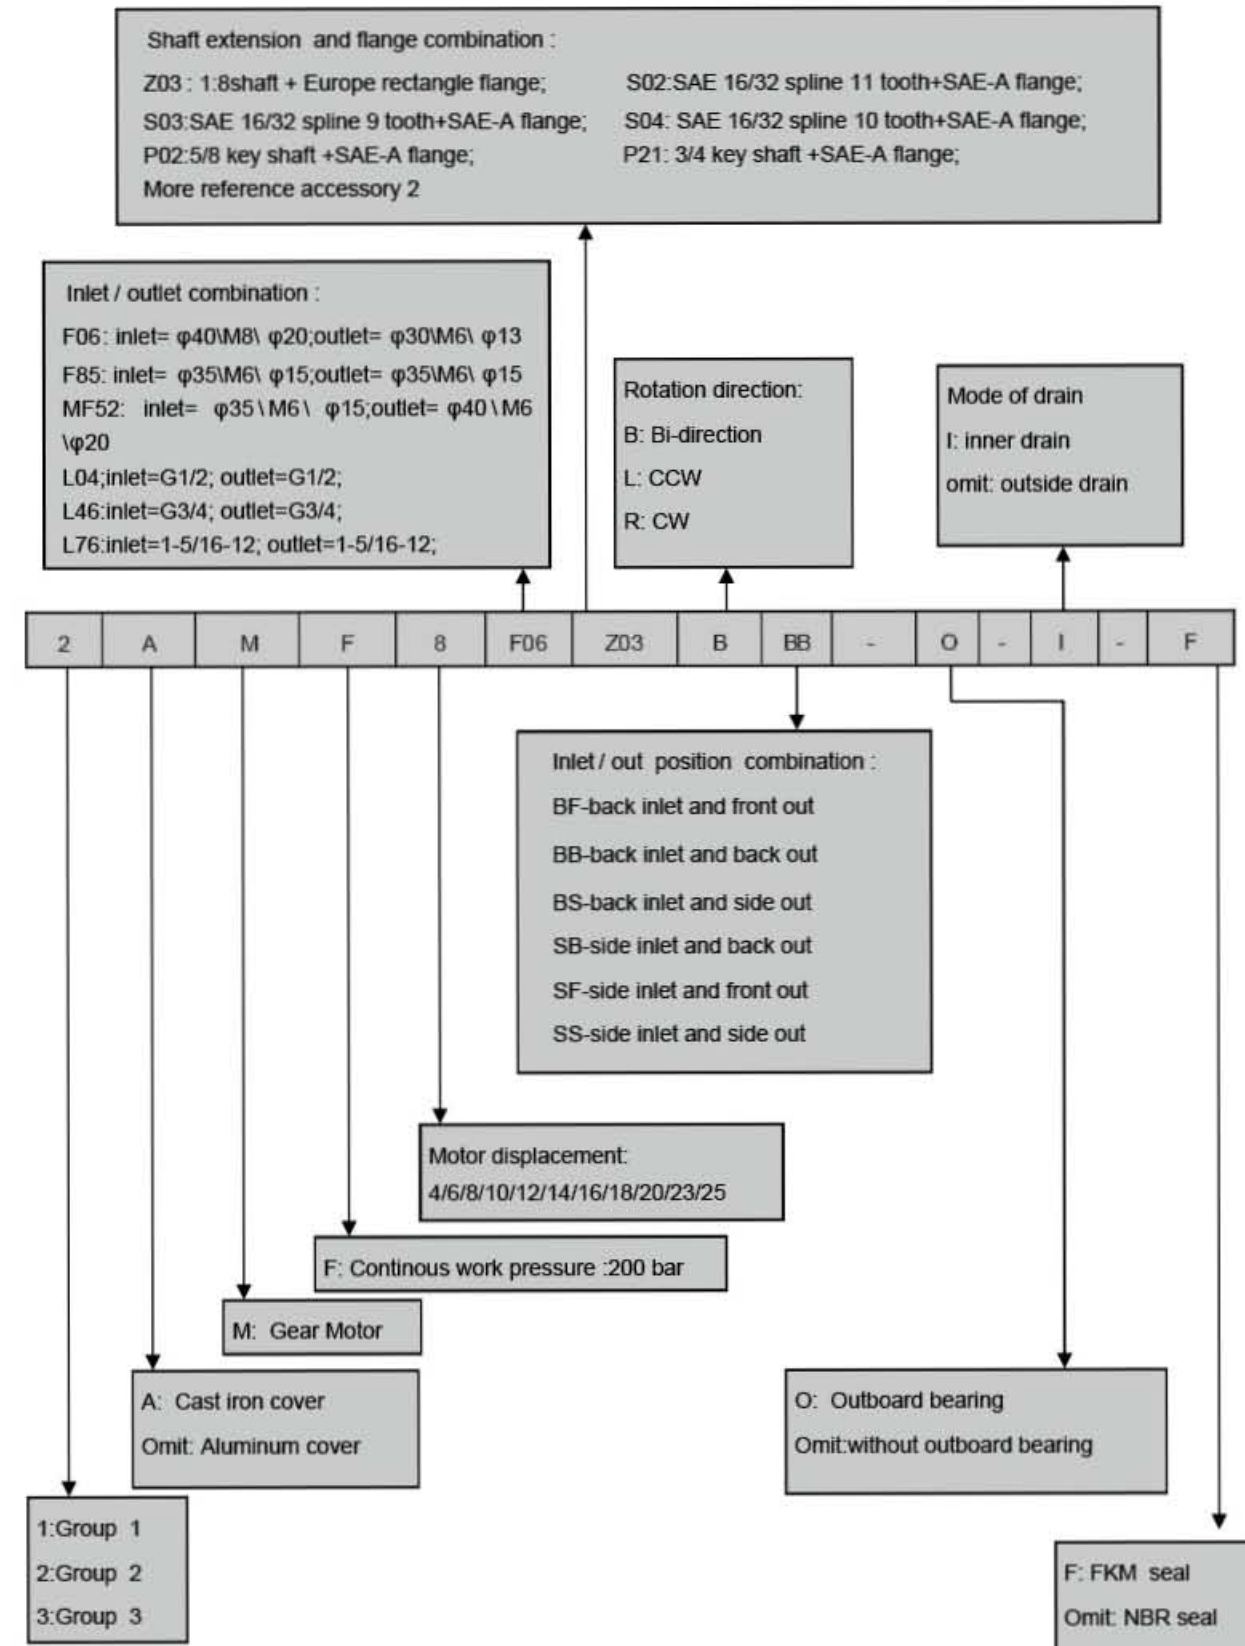 Shaft extension and flange combination :
Z03 : 1:8shaft + Europe rectangle flange; S02:SAE 16/32 spline 11 tooth+SAE-A flange;
S03:SAE 16/32 spline 9 tooth+SAE-A flange; S04: SAE 16/32 spline 10 tooth+SAE-A flange;
P02:5/8 key shaft +SAE-A flange; P21: 3/4 key shaft +SAE-A flange;
More reference accessory 2
Inlet / outlet combination :
F06: inlet= φ40\M8\ φ20;outlet= φ30\M6\ φ13
F85: inlet= φ35\M6\ φ15;outlet= φ35\M6\ φ15
MF52: inlet= φ35\M6\ φ15;outlet= φ40\M6
\φ20
L04;inlet=G1/2; outlet=G1/2;
L46:inlet=G3/4; outlet=G3/4;
L76:inlet=1-5/16-12; outlet=1-5/16-12;
Rotation direction:
B: Bi-direction
L: CCW
R: CW
Mode of drain
I: inner drain
omit: outside drain
2 A M F 8 F06 Z03 B BB - O - I - F
Inlet / out position combination :
BF-back inlet and front out
BB-back inlet and back out
BS-back inlet and side out
SB-side inlet and back out
SF-side inlet and front out
SS-side inlet and side out
Motor displacement:
4/6/8/10/12/14/16/18/20/23/25
F: Continous work pressure :200 bar
M: Gear Motor
A: Cast iron cover
Omit: Aluminum cover
O: Outboard bearing
Omit:without outboard bearing
1:Group 1
2:Group 2
3:Group 3
F: FKM seal
Omit: NBR seal